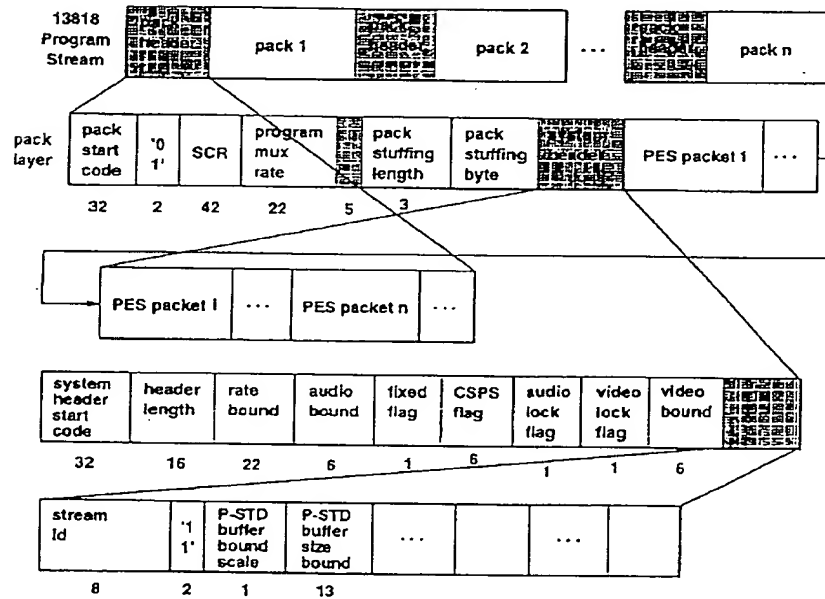 13818
Program
Stream
pack 1
pack 2
...
pack n
pack
layer
pack
start
code
'0
1'
SCR
program
mux
rate
pack
stuffing
length
pack
stuffing
byte
PES packet 1
...
32 2 42 22 5 3
PES packet i
...
PES packet n
...
system
header
start
code
header
length
rate
bound
audio
bound
fixed
flag
CSPS
flag
audio
lock
flag
video
lock
flag
video
bound
32 16 22 6 1 6 1 1 6
stream
id
'1
1'
P-STD
buffer
bound
scale
P-STD
buffer
size
bound
...
...
8 2 1 13